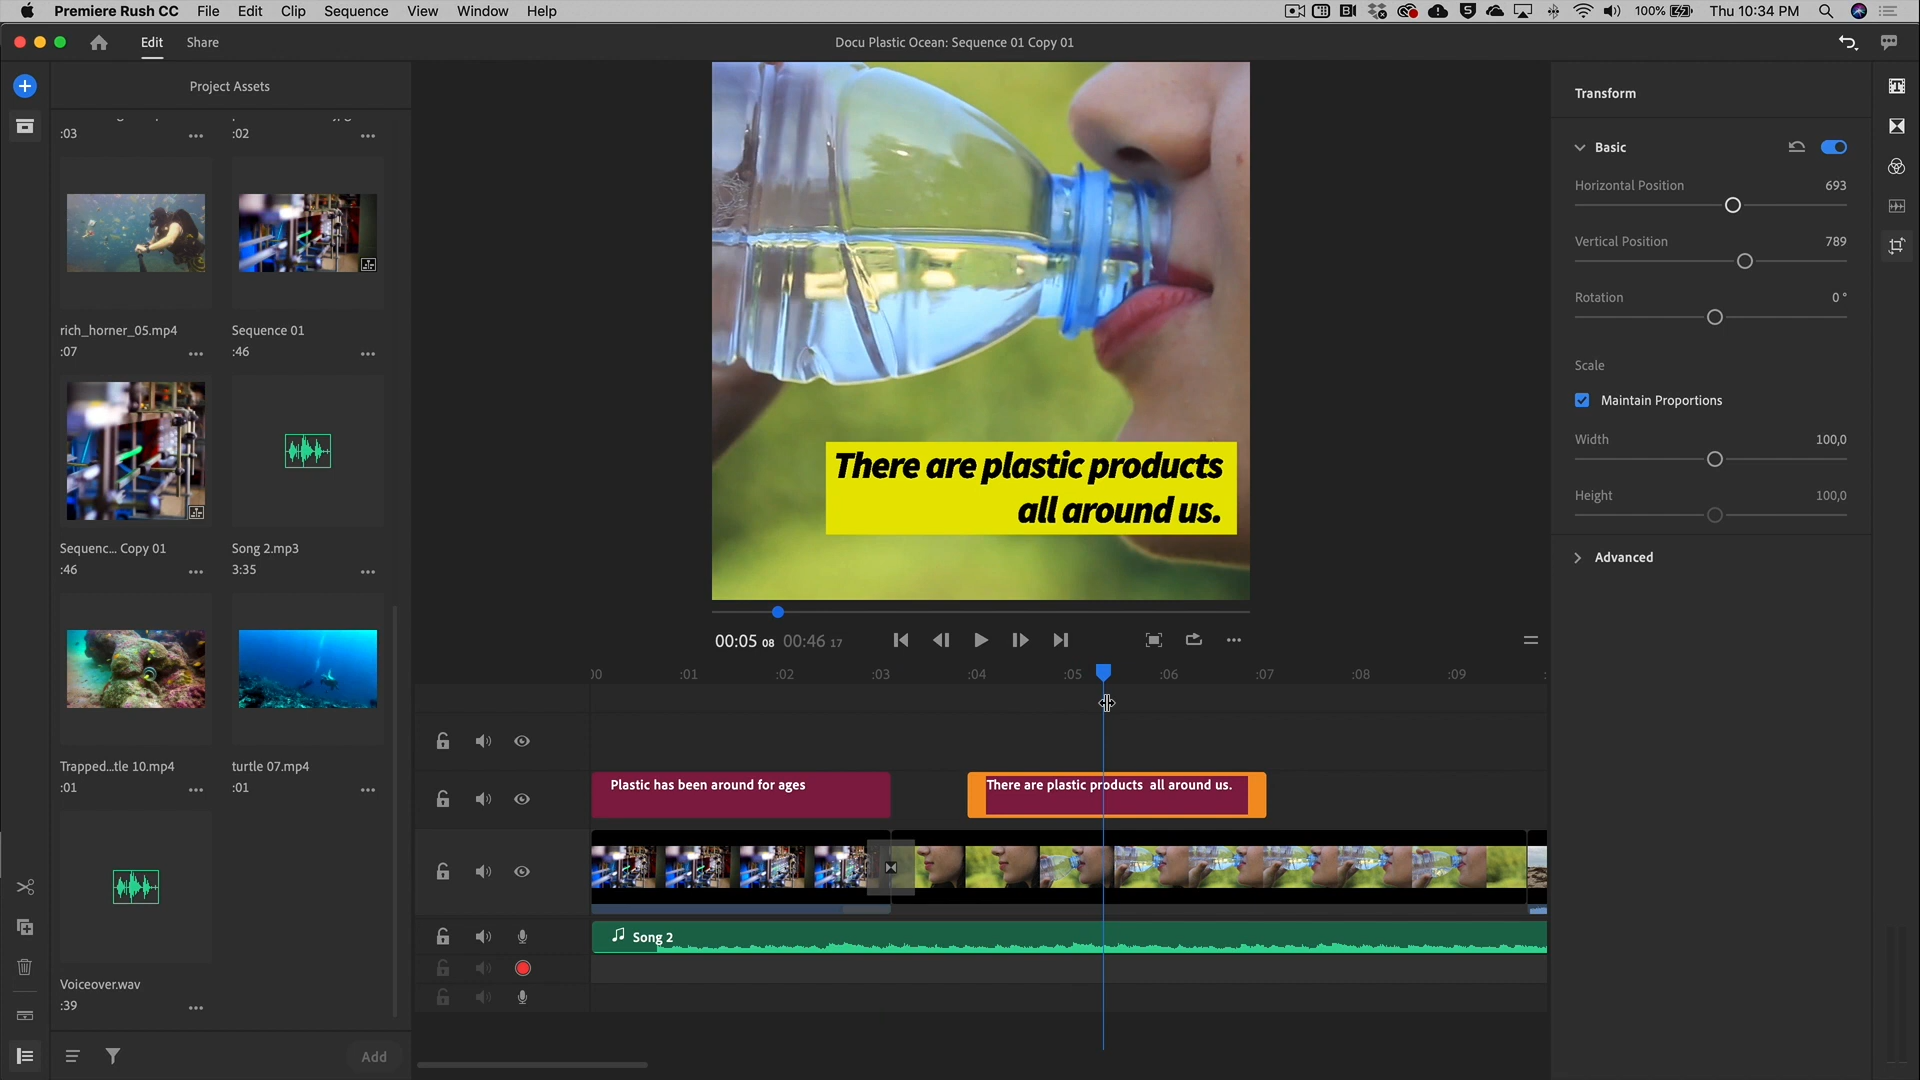 Premiere Rush CC File Edit Clip Sequence View Window Help 100% Thu 10:34 PM
Edit Share Docu Plastic Ocean: Sequence 01 Copy 01
Project Assets
:03 :02
rich_horner_05.mp4 Sequence 01
:07 :46
Sequenc... Copy 01 Song 2.mp3
:46 3:35
Trapped...tle 10.mp4 turtle 07.mp4
:01 :01
Voiceover.wav
:39
Add
There are plastic products
all around us.
00:05 08 00:46 17
:00 :01 :02 :03 :04 :05 :06 :07 :08 :09
Plastic has been around for ages There are plastic products all around us.
Song 2
Transform
Basic
Horizontal Position 693
Vertical Position 789
Rotation 0 °
Scale
Maintain Proportions
Width 100,0
Height 100,0
Advanced